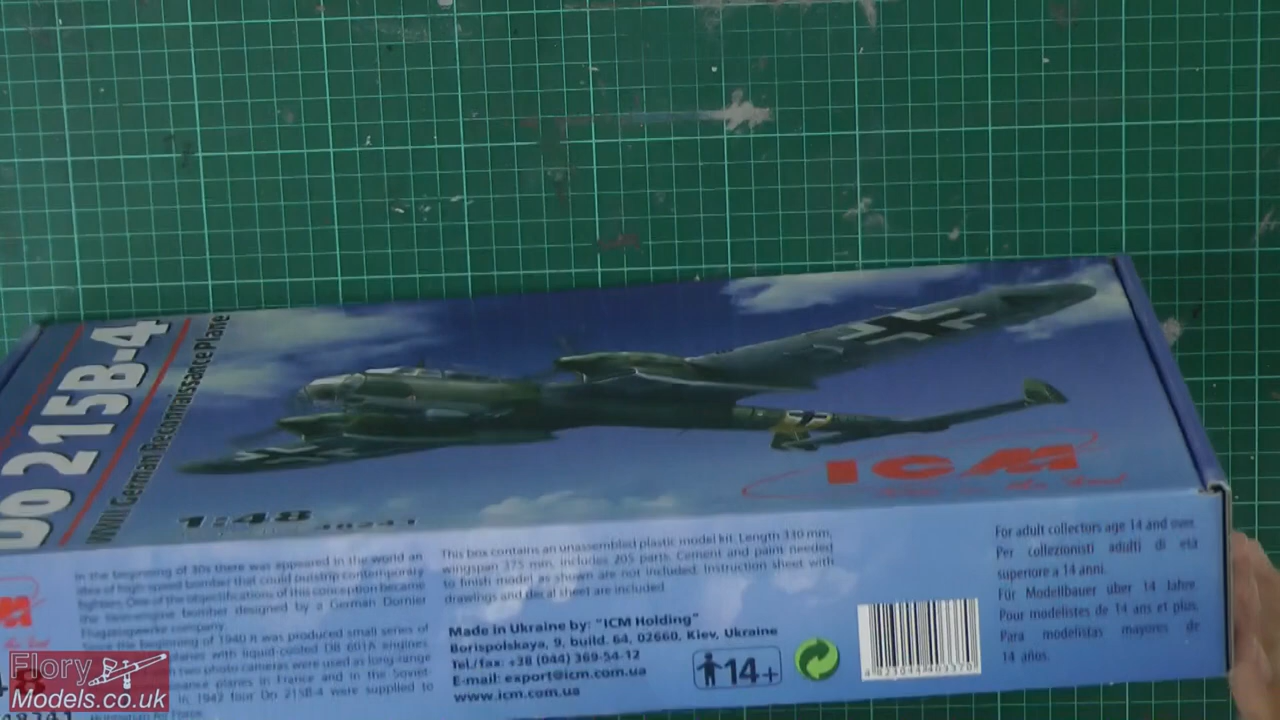 Do 215B-4
WWII German Reconnaissance Plane
1:48
ICM
In the beginning of 30s there was appeared in the world an
idea of high-speed bomber that could outstrip contemporary
fighters. One of the objectifications of this conception became
the twin-engine bomber designed by a German Dornier
Flugzeugwerke company.
Since the beginning of 1940 it was produced small series of
planes with liquid-cooled DB 601A engines.
two photo cameras were used as long-range
planes in France and in the Soviet-
In 1942 four Do 215B-4 were supplied to
This box contains an unassembled plastic model kit. Length 330 mm,
wingspan 375 mm, includes 205 parts. Cement and paint needed
to finish model as shown are not included. Instruction sheet with
drawings and decal sheet are included.
Made in Ukraine by: "ICM Holding"
Borispolskaya, 9, build. 64, 02660, Kiev, Ukraine
Tel./fax: +38 (044) 369-54-12
E-mail: export@icm.com.ua
www.icm.com.ua
14+
For adult collectors age 14 and over.
Per collezionisti adulti di età
superiore a 14 anni.
Für Modellbauer über 14 Jahre.
Pour modelistes de 14 ans et plus.
Para modelistas mayores de
14 años.
Flory
Models.co.uk